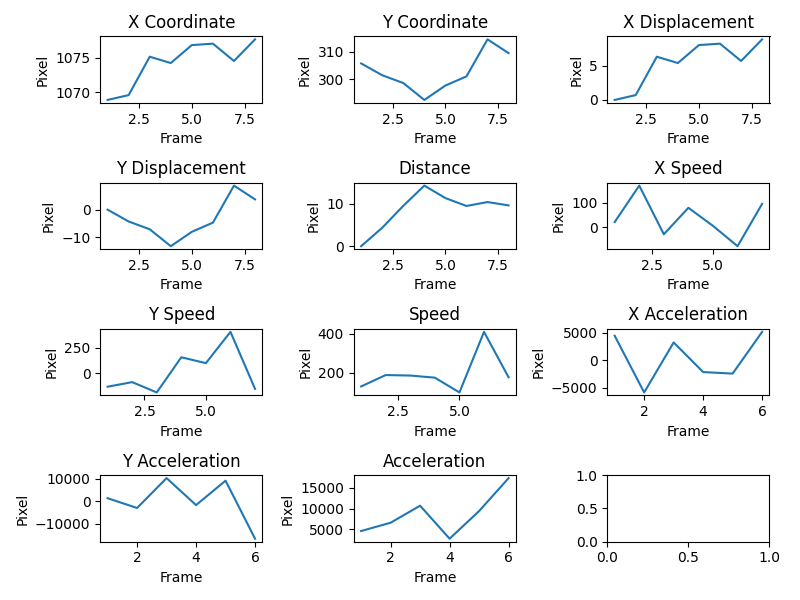 X Coordinate
Y Coordinate
X Displacement
1075
1070
Pixel
2.5
5.0
7.5
Frame
310
300
Pixel
2.5
5.0
7.5
Frame
5
0
Pixel
2.5
5.0
7.5
Frame
Y Displacement
Distance
X Speed
0
−10
Pixel
2.5
5.0
7.5
Frame
10
0
Pixel
2.5
5.0
7.5
Frame
100
0
Pixel
2.5
5.0
Frame
Y Speed
Speed
X Acceleration
250
0
Pixel
2.5
5.0
Frame
400
200
Pixel
2.5
5.0
Frame
5000
0
−5000
Pixel
2
4
6
Frame
Y Acceleration
Acceleration
10000
0
−10000
Pixel
2
4
6
Frame
15000
10000
5000
Pixel
2
4
6
Frame
1.0
0.5
0.0
0.0
0.5
1.0